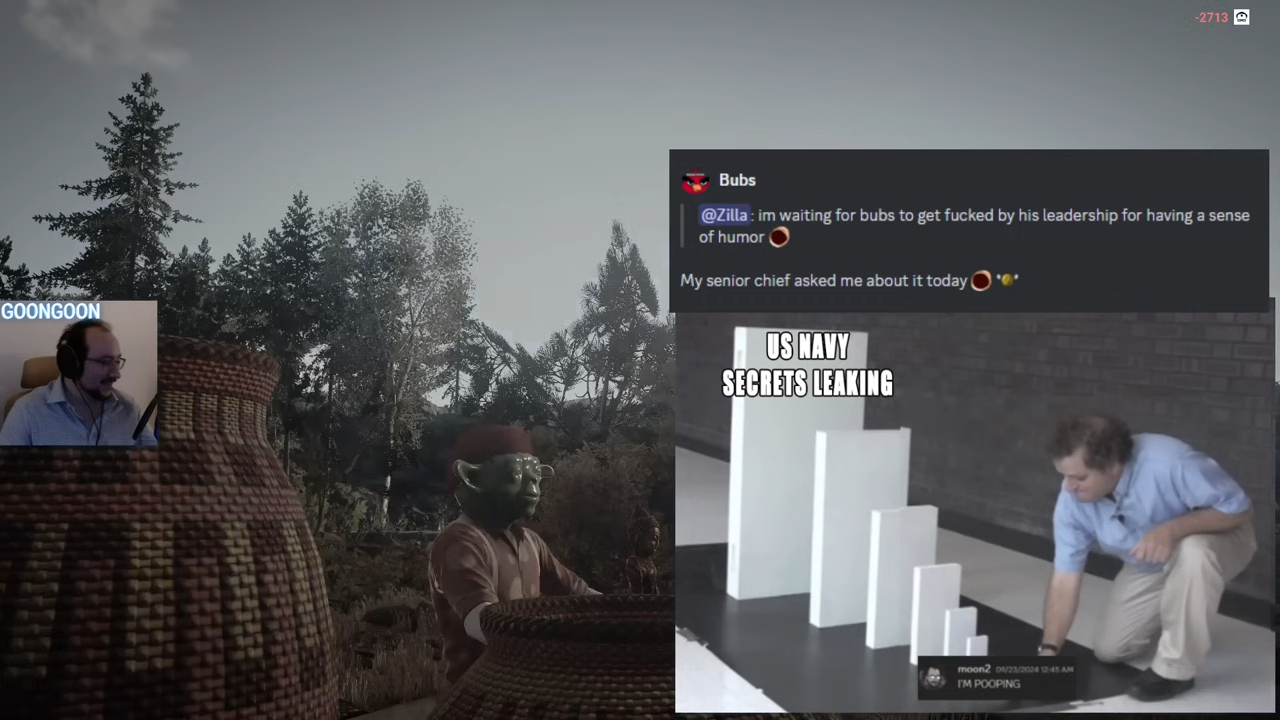 -2713
Bubs
@Zilla: im waiting for bubs to get fucked by his leadership for having a sense
of humor
My senior chief asked me about it today
GOONGOON
US NAVY
SECRETS LEAKING
moon2 09/23/2024 12:45 AM
I'M POOPING